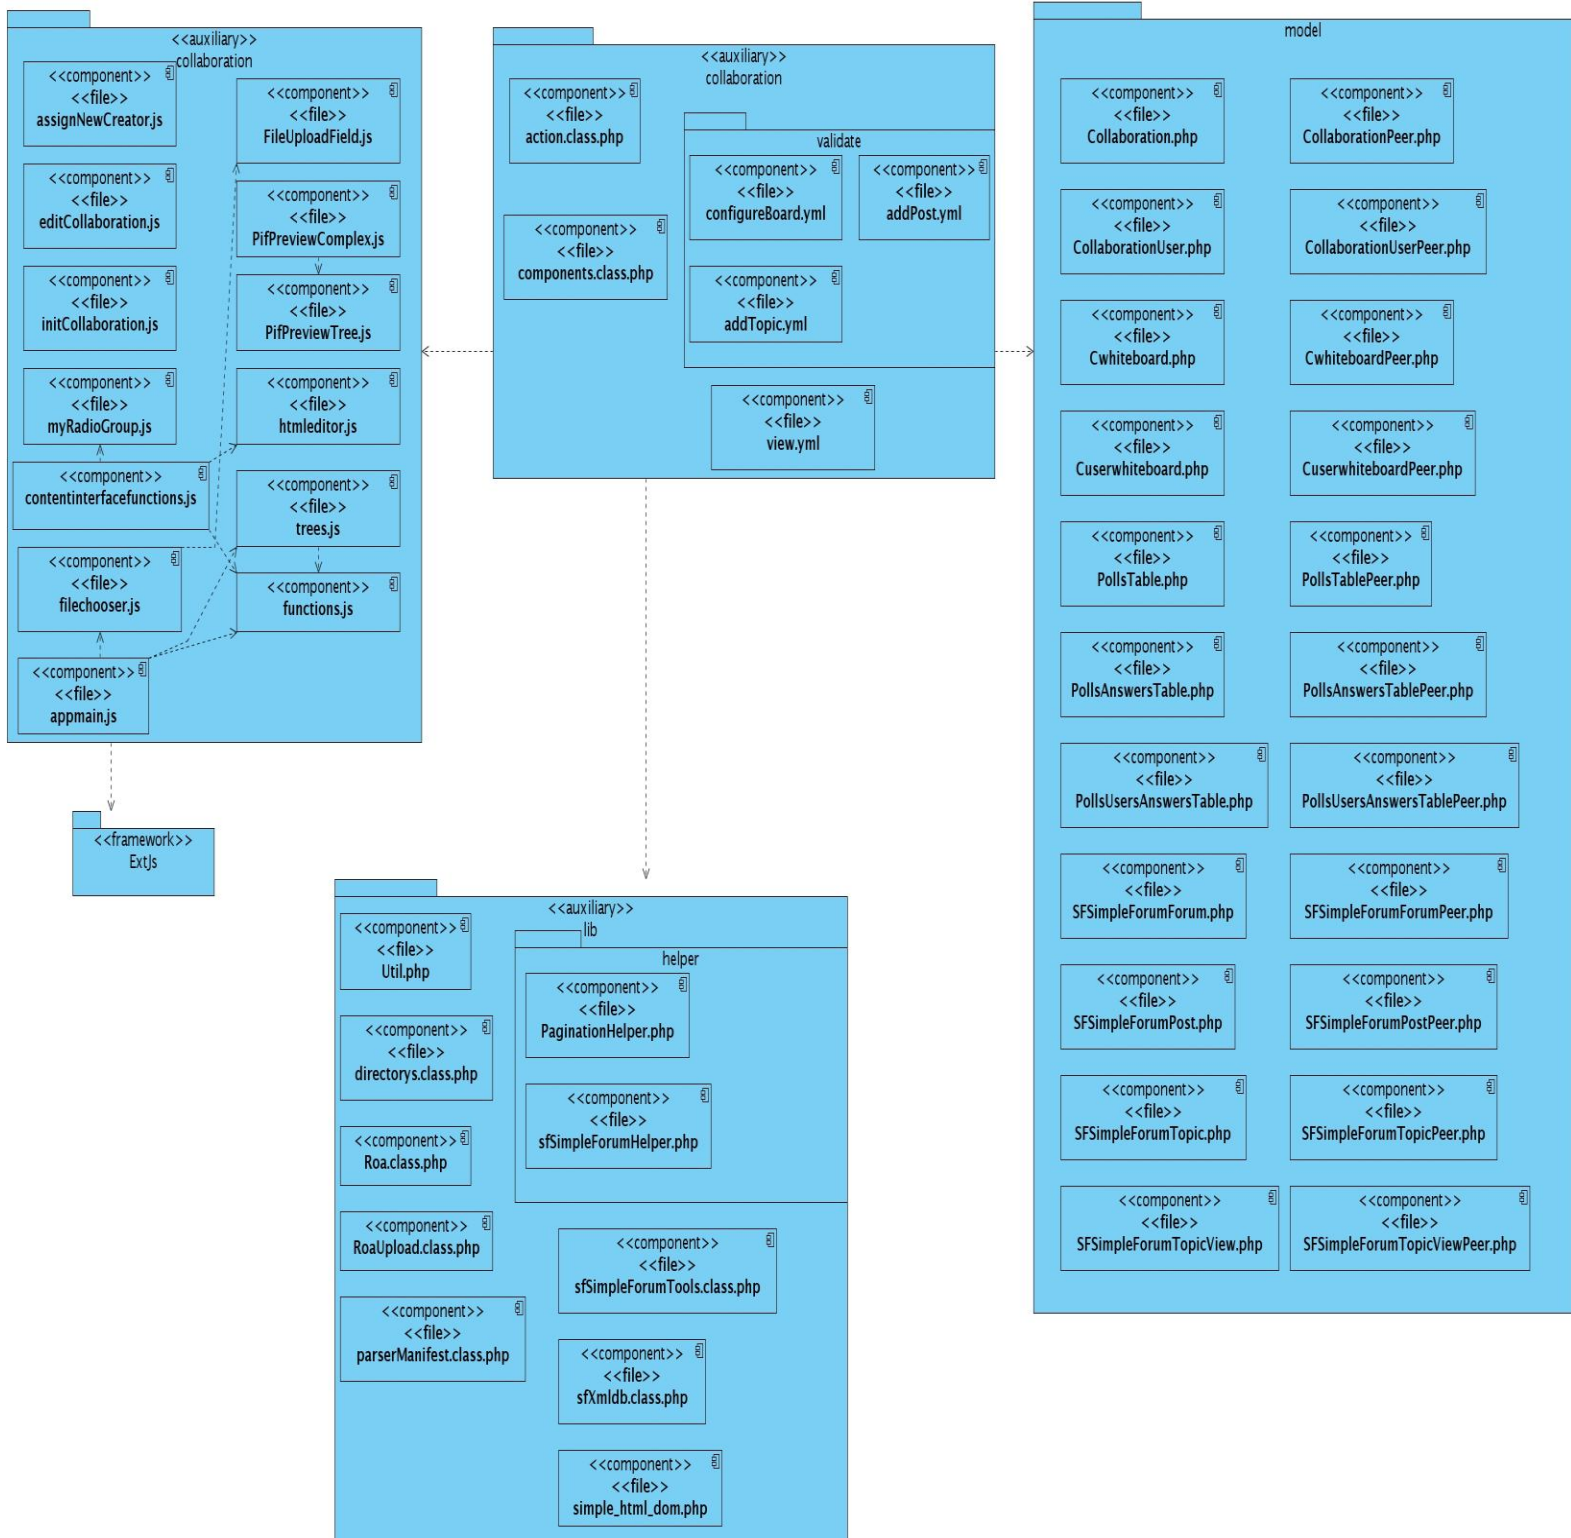 <<auxiliary>>
collaboration
<<component>>
<<file>>
assignNewCreator.js
<<component>>
<<file>>
FileUploadField.js
<<component>>
<<file>>
editCollaboration.js
<<component>>
<<file>>
PifPreviewComplex.js
<<component>>
<<file>>
initCollaboration.js
<<component>>
<<file>>
PifPreviewTree.js
<<component>>
<<file>>
myRadioGroup.js
<<component>>
<<file>>
htmleditor.js
<<component>>
contentinterfacefunctions.js
<<component>>
<<file>>
trees.js
<<component>>
<<file>>
filechooser.js
<<component>>
<<file>>
functions.js
<<component>>
<<file>>
appmain.js
<<framework>>
ExtJs
<<auxiliary>>
collaboration
<<component>>
<<file>>
action.class.php
<<component>>
<<file>>
components.class.php
validate
<<component>>
<<file>>
configureBoard.yml
<<component>>
<<file>>
addPost.yml
<<component>>
<<file>>
addTopic.yml
<<component>>
<<file>>
view.yml
<<auxiliary>>
lib
<<component>>
<<file>>
Util.php
<<component>>
<<file>>
directorys.class.php
<<component>>
<<file>>
Roa.class.php
<<component>>
<<file>>
RoaUpload.class.php
<<component>>
<<file>>
parserManifest.class.php
helper
<<component>>
<<file>>
PaginationHelper.php
<<component>>
<<file>>
sfSimpleForumHelper.php
<<component>>
<<file>>
sfSimpleForumTools.class.php
<<component>>
<<file>>
sfXmldb.class.php
<<component>>
<<file>>
simple_html_dom.php
model
<<component>>
<<file>>
Collaboration.php
<<component>>
<<file>>
CollaborationPeer.php
<<component>>
<<file>>
CollaborationUser.php
<<component>>
<<file>>
CollaborationUserPeer.php
<<component>>
<<file>>
Cwhiteboard.php
<<component>>
<<file>>
CwhiteboardPeer.php
<<component>>
<<file>>
Cuserwhiteboard.php
<<component>>
<<file>>
CuserwhiteboardPeer.php
<<component>>
<<file>>
PollsTable.php
<<component>>
<<file>>
PollsTablePeer.php
<<component>>
<<file>>
PollsAnswersTable.php
<<component>>
<<file>>
PollsAnswersTablePeer.php
<<component>>
<<file>>
PollsUsersAnswersTable.php
<<component>>
<<file>>
PollsUsersAnswersTablePeer.php
<<component>>
<<file>>
SFSimpleForumForum.php
<<component>>
<<file>>
SFSimpleForumForumPeer.php
<<component>>
<<file>>
SFSimpleForumPost.php
<<component>>
<<file>>
SFSimpleForumPostPeer.php
<<component>>
<<file>>
SFSimpleForumTopic.php
<<component>>
<<file>>
SFSimpleForumTopicPeer.php
<<component>>
<<file>>
SFSimpleForumTopicView.php
<<component>>
<<file>>
SFSimpleForumTopicViewPeer.php